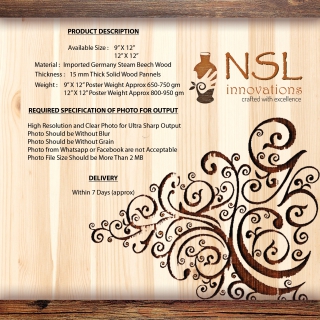 PRODUCT DESCRIPTION
Available Size : 9"X 12"
12"X 12"
Material : Imported Germany Steam Beech Wood
Thickness : 15 mm Thick Solid Wood Pannels
Weight : 9"X 12" Poster Weight Approx 650-750 gm
12"X 12" Poster Weight Approx 800-950 gm
NSL
innovations
crafted with excellence
REQUIRED SPECIFICATION OF PHOTO FOR OUTPUT
High Resolution and Clear Photo for Ultra Sharp Output
Photo Should be Without Blur
Photo Should be Without Grain
Photo from Whatsapp or Facebook are not Acceptable
Photo File Size Should be More Than 2 MB
DELIVERY
Within 7 Days (approx)